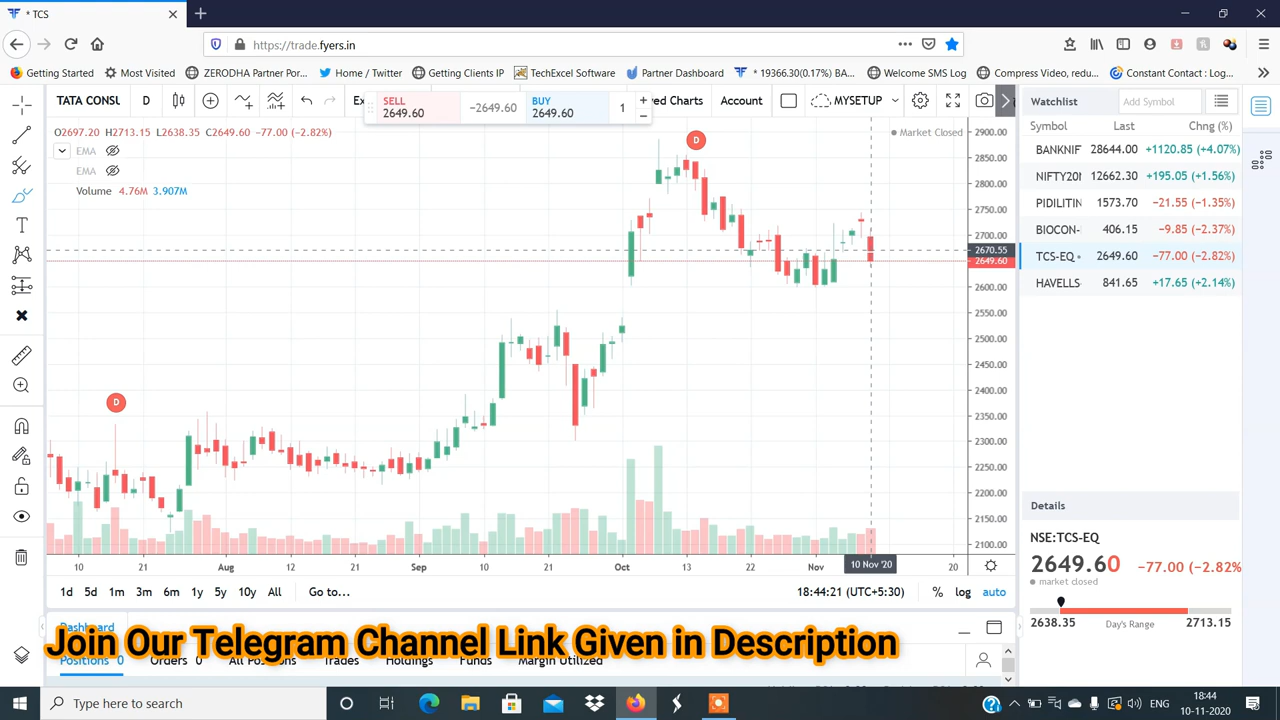 * TCS
https://trade.fyers.in
Getting Started Most Visited ZERODHA Partner Por... Home / Twitter Getting Clients IP TechExcel Software Partner Dashboard * 19366.30(0.17%) BA... Welcome SMS Log Compress Video, redu... Constant Contact : Log...
TATA CONSU D SELL 2649.60 −2649.60 BUY 2649.60 1 Account MYSETUP
O2697.20 H2713.15 L2638.35 C2649.60 −77.00 (−2.82%)
Market Closed
EMA
EMA
Volume 4.76M 3.907M
D
D
2900.00
2850.00
2800.00
2750.00
2700.00
2670.55
2649.60
2600.00
2550.00
2500.00
2450.00
2400.00
2350.00
2300.00
2250.00
2200.00
2150.00
2100.00
10 21 Aug 12 21 Sep 10 21 Oct 13 22 Nov 10 Nov '20 20
1d 5d 1m 3m 6m 1y 5y 10y All Go to... 18:44:21 (UTC+5:30) % log auto
Watchlist Add Symbol
Symbol Last Chng (%)
BANKNIF 28644.00 +1120.85 (+4.07%)
NIFTY20N 12662.30 +195.05 (+1.56%)
PIDILITIN 1573.70 −21.55 (−1.35%)
BIOCON- 406.15 −9.85 (−2.37%)
TCS-EQ 2649.60 −77.00 (−2.82%)
HAVELLS 841.65 +17.65 (+2.14%)
Details
NSE:TCS-EQ
2649.60 −77.00 (−2.82%
market closed
2638.35 Day's Range 2713.15
Dashboard
Join Our Telegram Channel Link Given in Description
Positions 0 Orders 0 All Positions Trades Holdings Funds Margin Utilized
Type here to search
ENG
18:44
10-11-2020